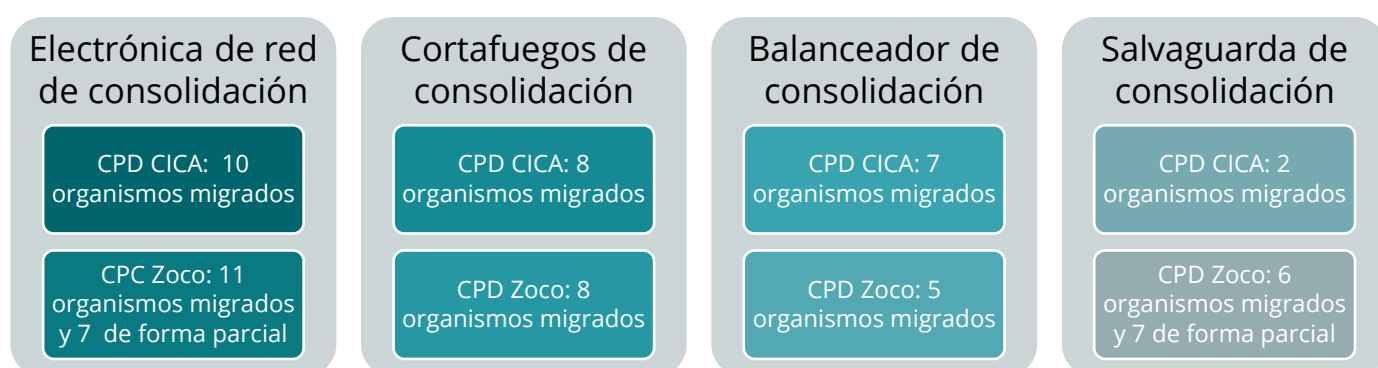 Electrónica de red
de consolidación
CPD CICA: 10
organismos migrados
CPC Zoco: 11
organismos migrados
y 7 de forma parcial
Cortafuegos de
consolidación
CPD CICA: 8
organismos migrados
CPD Zoco: 8
organismos migrados
Balanceador de
consolidación
CPD CICA: 7
organismos migrados
CPD Zoco: 5
organismos migrados
Salvaguarda de
consolidación
CPD CICA: 2
organismos migrados
CPD Zoco: 6
organismos migrados
y 7 de forma parcial